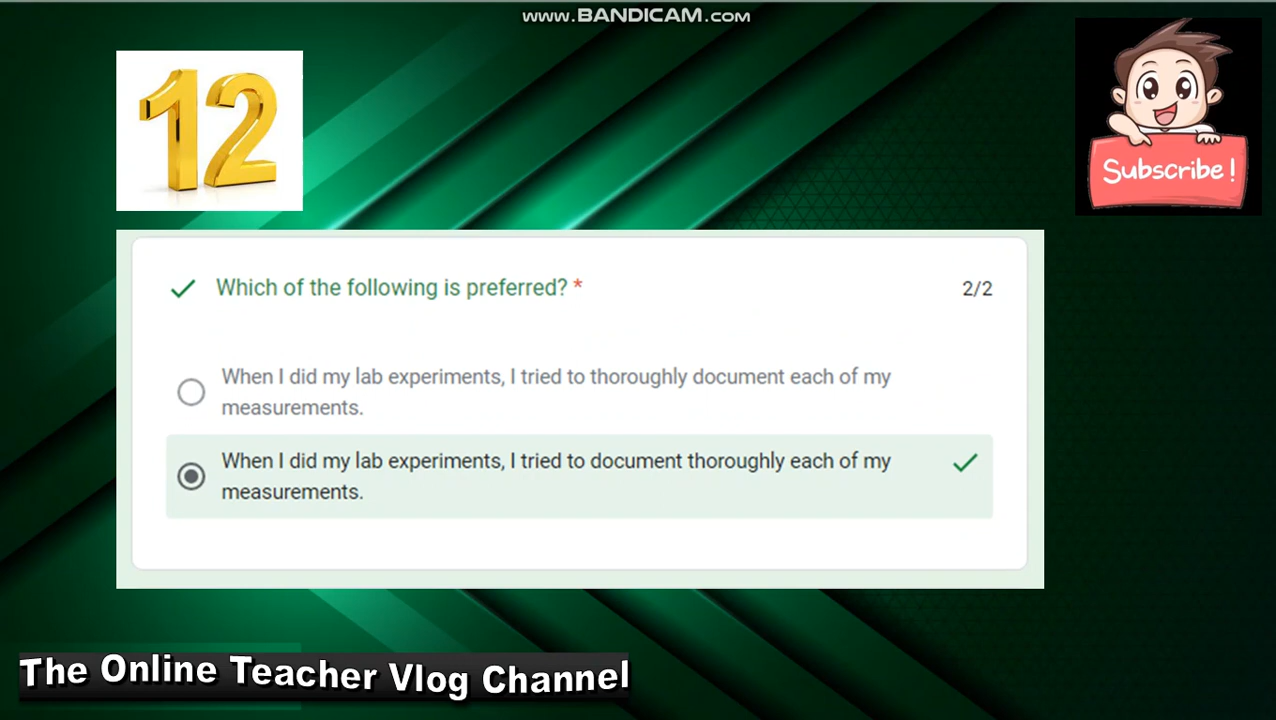 www.BANDICAM.com
12
Subscribe!
Which of the following is preferred? *
2/2
When I did my lab experiments, I tried to thoroughly document each of my
measurements.
When I did my lab experiments, I tried to document thoroughly each of my
measurements.
The Online Teacher Vlog Channel